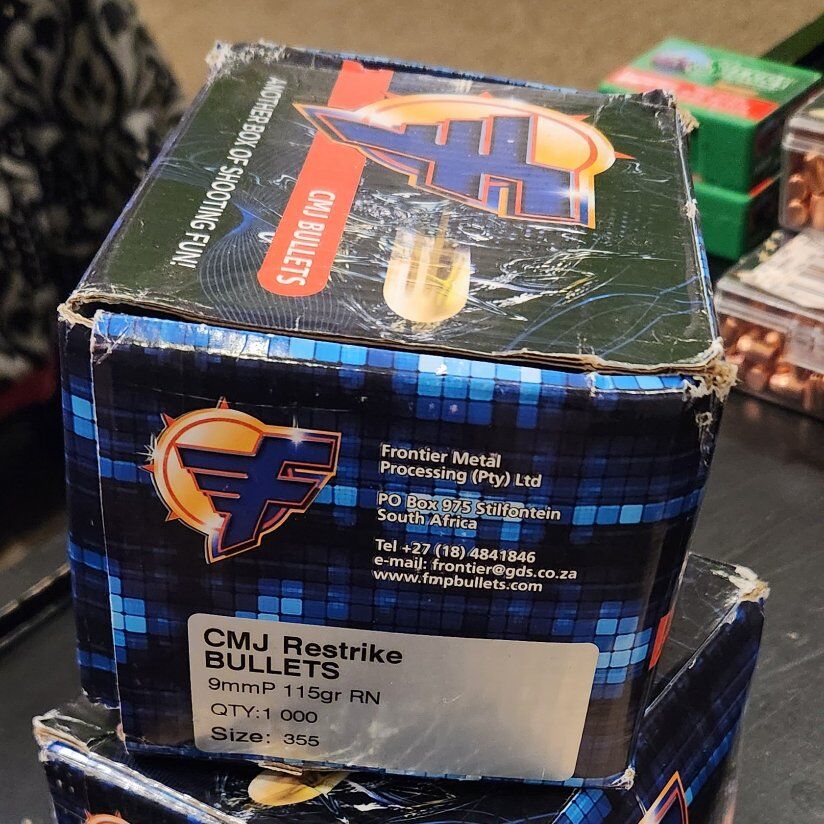 ANOTHER BOX OF SHOOTING FUN!
CMJ BULLETS
Frontier Metal
Processing (Pty) Ltd
PO Box 975 Stilfontein
South Africa
Tel +27 (18) 4841846
e-mail: frontier@gds.co.za
www.fmpbullets.com
CMJ Restrike
BULLETS
9mmP 115gr RN
QTY:1 000
Size: 355